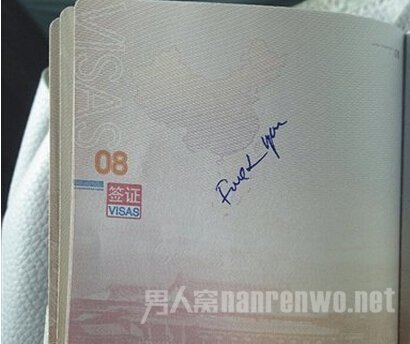 VISAS
08
签证
VISAS
Fuck you
男人窝nanrenwo.net